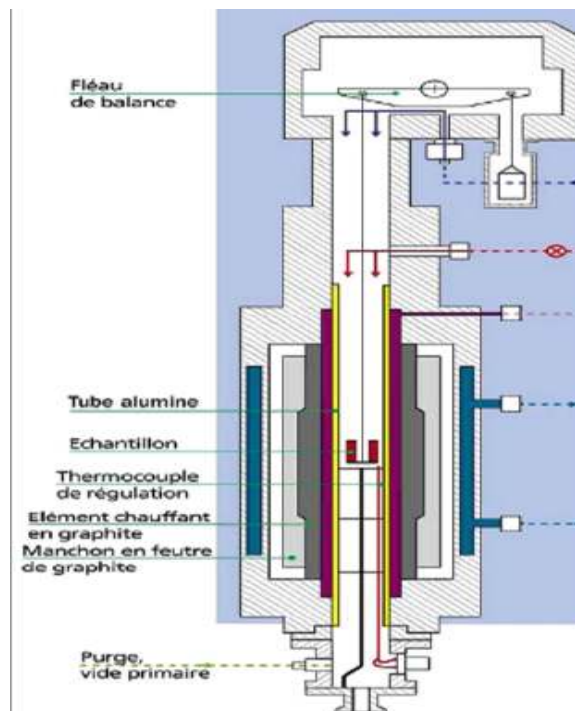 Fléau
de balance
Tube alumine
Echantillon
Thermocouple
de régulation
Elément chauffant
en graphite
Manchon en feutre
de graphite
Purge,
vide primaire